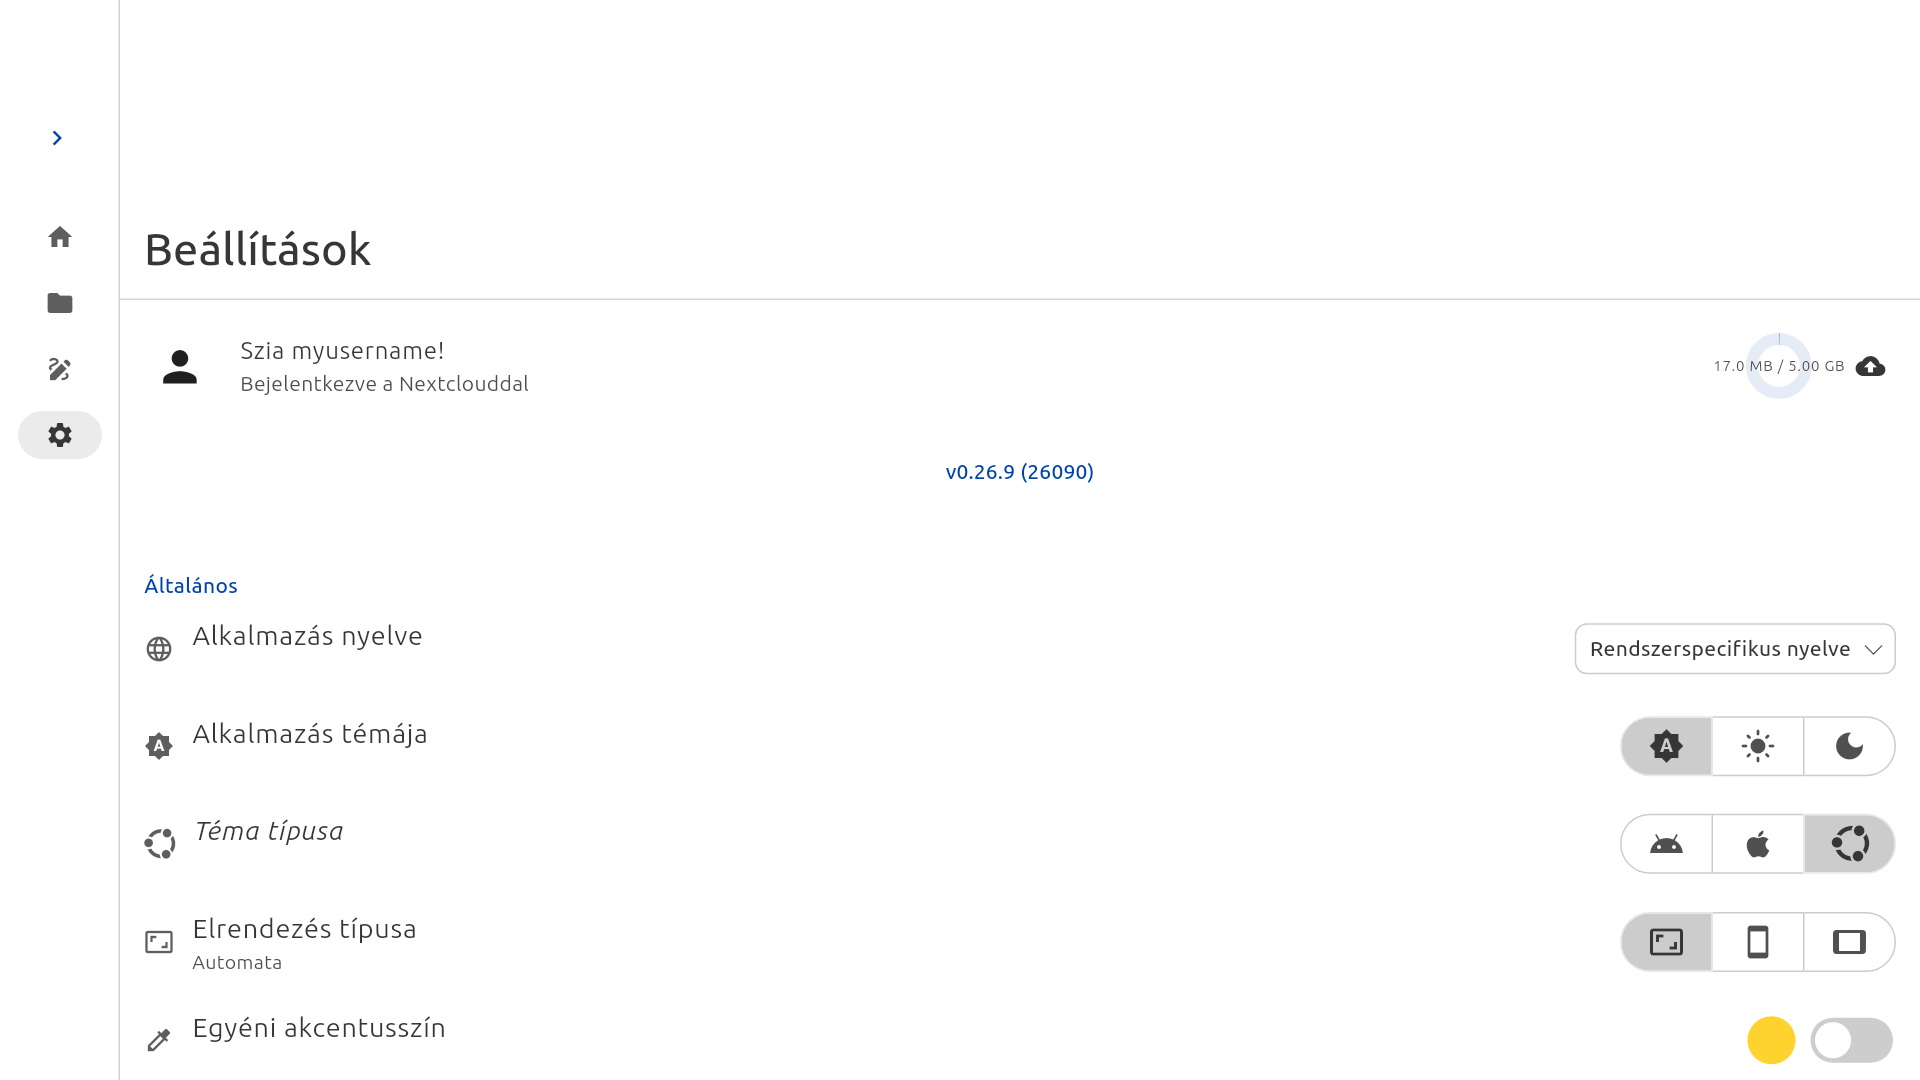 Beállítások
Szia myusername!
Bejelentkezve a Nextclouddal
17.0 MB / 5.00 GB
v0.26.9 (26090)
Általános
Alkalmazás nyelve
Rendszerspecifikus nyelve
Alkalmazás témája
Téma típusa
Elrendezés típusa
Automata
Egyéni akcentusszín